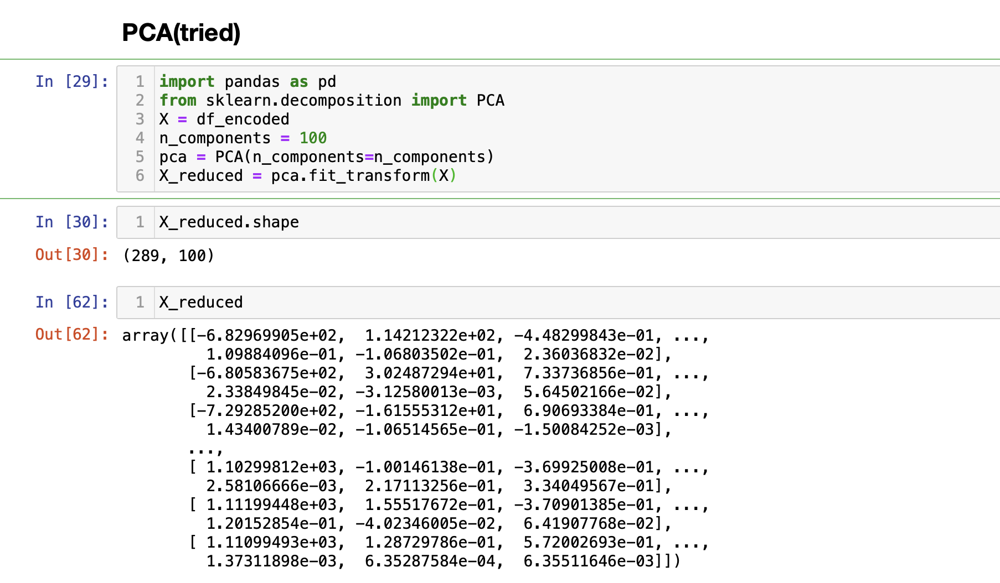 PCA(tried)
In [29]:
1 import pandas as pd
2 from sklearn.decomposition import PCA
3 X = df_encoded
4 n_components = 100
5 pca = PCA(n_components=n_components)
6 X_reduced = pca.fit_transform(X)
In [30]:
1 X_reduced.shape
Out[30]: (289, 100)
In [62]:
1 X_reduced
Out[62]: array([[-6.82969905e+02,  1.14212322e+02, -4.48299843e-01, ...,
1.09884096e-01, -1.06803502e-01,  2.36036832e-02],
[-6.80583675e+02,  3.02487294e+01,  7.33736856e-01, ...,
2.33849845e-02, -3.12580013e-03,  5.64502166e-02],
[-7.29285200e+02, -1.61555312e+01,  6.90693384e-01, ...,
1.43400789e-02, -1.06514565e-01, -1.50084252e-03],
...,
[ 1.10299812e+03, -1.00146138e-01, -3.69925008e-01, ...,
2.58106666e-03,  2.17113256e-01,  3.34049567e-01],
[ 1.11199448e+03,  1.55517672e-01, -3.70901385e-01, ...,
1.20152854e-01, -4.02346005e-02,  6.41907768e-02],
[ 1.11099493e+03,  1.28729786e-01,  5.72002693e-01, ...,
1.37311898e-03,  6.35287584e-04,  6.35511646e-03]])